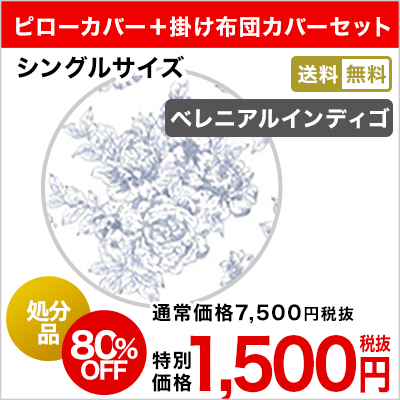 ピローカバー＋掛け布団カバーセット
シングルサイズ
送料 無料
ベレニアルインディゴ
処分品
80%OFF
通常価格7,500円税抜
特別価格 1,500円税抜